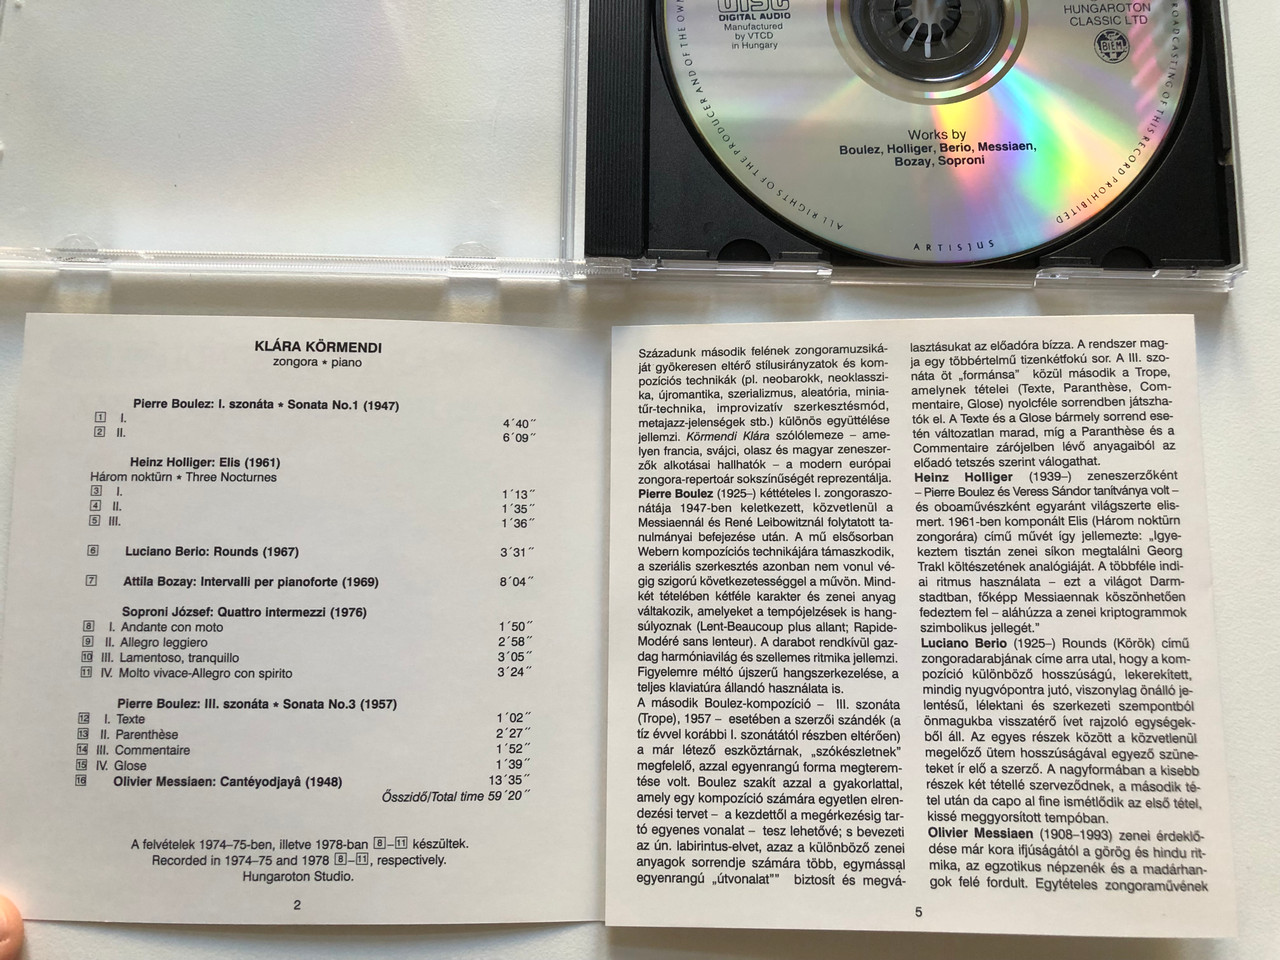 DIGITAL AUDIO
Manufactured
by VTCD
in Hungary
HUNGAROTON
CLASSIC LTD
BIEM
Works by
Boulez, Holliger, Berio, Messiaen,
Bozay, Soproni
ALL RIGHTS OF THE PRODUCER AND OF THE OWN
ARTISJUS
ROADCASTING OF THIS RECORD PROHIBITED
KLÁRA KÖRMENDI
zongora ★ piano
Pierre Boulez: I. szonáta ★ Sonata No.1 (1947)
1 I. 4´40˝
2 II. 6´09˝
Heinz Holliger: Elis (1961)
Három noktürn ★ Three Nocturnes
3 I. 1´13˝
4 II. 1´35˝
5 III. 1´36˝
6 Luciano Berio: Rounds (1967) 3´31˝
7 Attila Bozay: Intervalli per pianoforte (1969) 8´04˝
Soproni József: Quattro intermezzi (1976)
8 I. Andante con moto 1´50˝
9 II. Allegro leggiero 2´58˝
10 III. Lamentoso, tranquillo 3´05˝
11 IV. Molto vivace-Allegro con spirito 3´24˝
Pierre Boulez: III. szonáta ★ Sonata No.3 (1957)
12 I. Texte 1´02˝
13 II. Parenthèse 2´27˝
14 III. Commentaire 1´52˝
15 IV. Glose 1´39˝
16 Olivier Messiaen: Cantéyodjayâ (1948) 13´35˝
Ősszidő/Total time 59´20˝
A felvételek 1974-75-ben, illetve 1978-ban 8–11 készültek.
Recorded in 1974–75 and 1978 8–11, respectively.
Hungaroton Studio.
2
Századunk második felének zongoramuzsiká-
ját gyökeresen eltérő stílusirányzatok és kom-
pozíciós technikák (pl. neobarokk, neoklasszi-
ka, újromantika, szerializmus, aleatória, minia-
tűr-technika, improvizatív szerkesztésmód,
metajazz-jelenségek stb.) különös együttélése
jellemzi. Körmendi Klára szólólemeze – ame-
lyen francia, svájci, olasz és magyar zeneszer-
zők alkotásai hallhatók – a modern európai
zongora-repertoár sokszínűségét reprezentálja.
Pierre Boulez (1925–) kéttételes I. zongoraszo-
nátája 1947-ben keletkezett, közvetlenül a
Messiaennál és René Leibowitznál folytatott ta-
nulmányai befejezése után. A mű elsősorban
Webern kompozíciós technikájára támaszkodik,
a szeriális szerkesztés azonban nem vonul vé-
gig szigorú következetességgel a művön. Mind-
két tételében kétféle karakter és zenei anyag
váltakozik, amelyeket a tempójelzések is hang-
súlyoznak (Lent-Beaucoup plus allant; Rapide-
Modéré sans lenteur). A darabot rendkívül gaz-
dag harmóniavilág és szellemes ritmika jellemzi.
Figyelemre méltó újszerű hangszerkezelése, a
teljes klaviatúra állandó használata is.
A második Boulez-kompozíció – III. szonáta
(Trope), 1957 – esetében a szerzői szándék (a
tíz évvel korábbi I. szonátától részben eltérően)
a már létező eszköztárnak, „szókészletnek”
megfelelő, azzal egyenrangú forma megterem-
tése volt. Boulez szakít azzal a gyakorlattal,
amely egy kompozíció számára egyetlen elren-
dezési tervet – a kezdettől a megérkezésig tar-
tó egyenes vonalat – tesz lehetővé; s bevezeti
az ún. labirintus-elvet, azaz a különböző zenei
anyagok sorrendje számára több, egymással
egyenrangú „útvonalat”” biztosít és megvá-
lasztásukat az előadóra bízza. A rendszer mag-
ja egy többértelmű tizenkétfokú sor. A III. szo-
náta öt „formánsa” közül második a Trope,
amelynek tételei (Texte, Paranthèse, Com-
mentaire, Glose) nyolcféle sorrendben játszha-
tók el. A Texte és a Glose bármely sorrend ese-
tén változatlan marad, míg a Paranthèse és a
Commentaire zárójelben lévő anyagaiból az
előadó tetszés szerint válogathat.
Heinz Holliger (1939–) zeneszerzőként
– Pierre Boulez és Veress Sándor tanítványa volt –
és oboaművészként egyaránt világszerte elis-
mert. 1961-ben komponált Elis (Három noktürn
zongorára) című művét így jellemezte: „Igye-
keztem tisztán zenei síkon megtalálni Georg
Trakl költészetének analógiáját. A többféle indi-
ai ritmus használata – ezt a világot Darm-
stadtban, főképp Messiaennak köszönhetően
fedeztem fel – aláhúzza a zenei kriptogrammok
szimbolikus jellegét.”
Luciano Berio (1925–) Rounds (Körök) című
zongoradarabjának címe arra utal, hogy a kom-
pozíció különböző hosszúságú, lekerekített,
mindig nyugvópontra jutó, viszonylag önálló je-
lentésű, lélektani és szerkezeti szempontból
önmagukba visszatérő ívet rajzoló egységek-
ből áll. Az egyes részek között a közvetlenül
megelőző ütem hosszúságával egyező szüne-
teket ír elő a szerző. A nagyformában a kisebb
részek két tétellé szerveződnek, a második té-
tel után da capo al fine ismétlődik az első tétel,
kissé meggyorsított tempóban.
Olivier Messiaen (1908–1993) zenei érdeklő-
dése már kora ifjúságától a görög és hindu rit-
mika, az egzotikus népzenék és a madárhan-
gok felé fordult. Egytételes zongoraművének
5